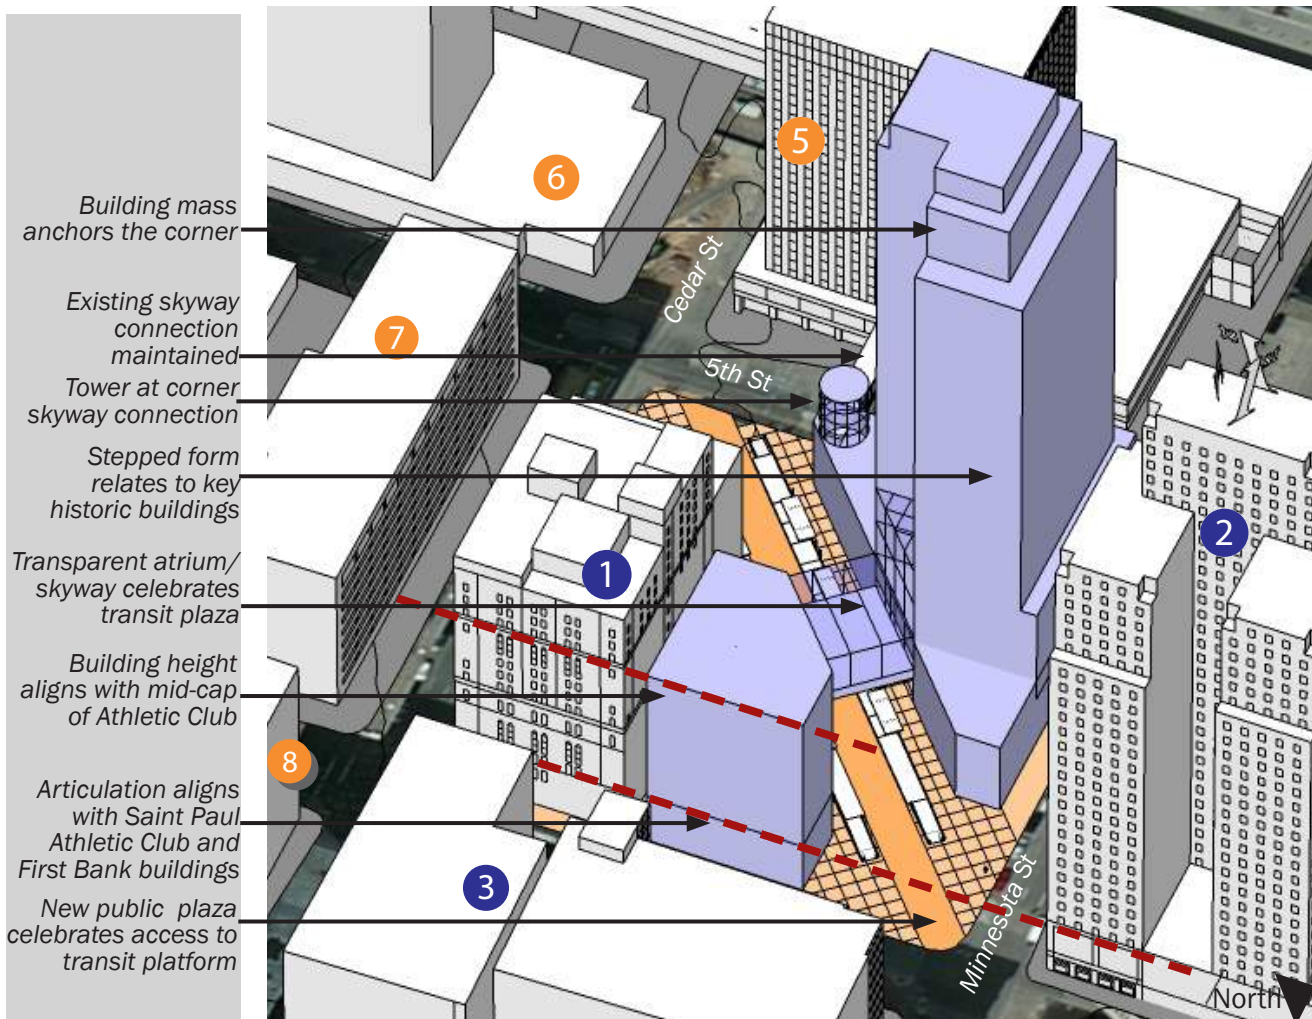 Building mass
anchors the corner
Existing skyway
connection
maintained
Tower at corner
skyway connection
Stepped form
relates to key
historic buildings
Transparent atrium/
skyway celebrates
transit plaza
Building height
aligns with mid-cap
of Athletic Club
Articulation aligns
with Saint Paul
Athletic Club and
First Bank buildings
New public plaza
celebrates access to
transit platform
5
6
Cedar St
7
5th St
2
1
8
3
Minnesota St
North